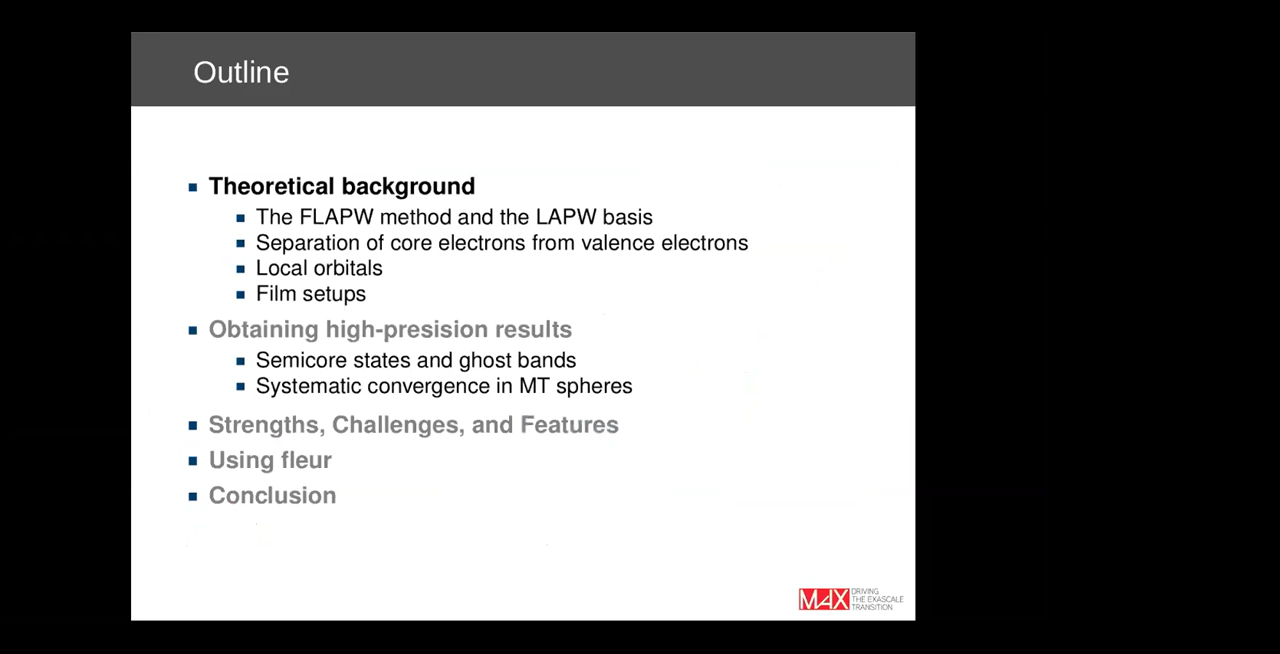 Outline
Theoretical background
The FLAPW method and the LAPW basis
Separation of core electrons from valence electrons
Local orbitals
Film setups
Obtaining high-presision results
Semicore states and ghost bands
Systematic convergence in MT spheres
Strengths, Challenges, and Features
Using fleur
Conclusion
MAX
DRIVING
THE EXASCALE
TRANSITION